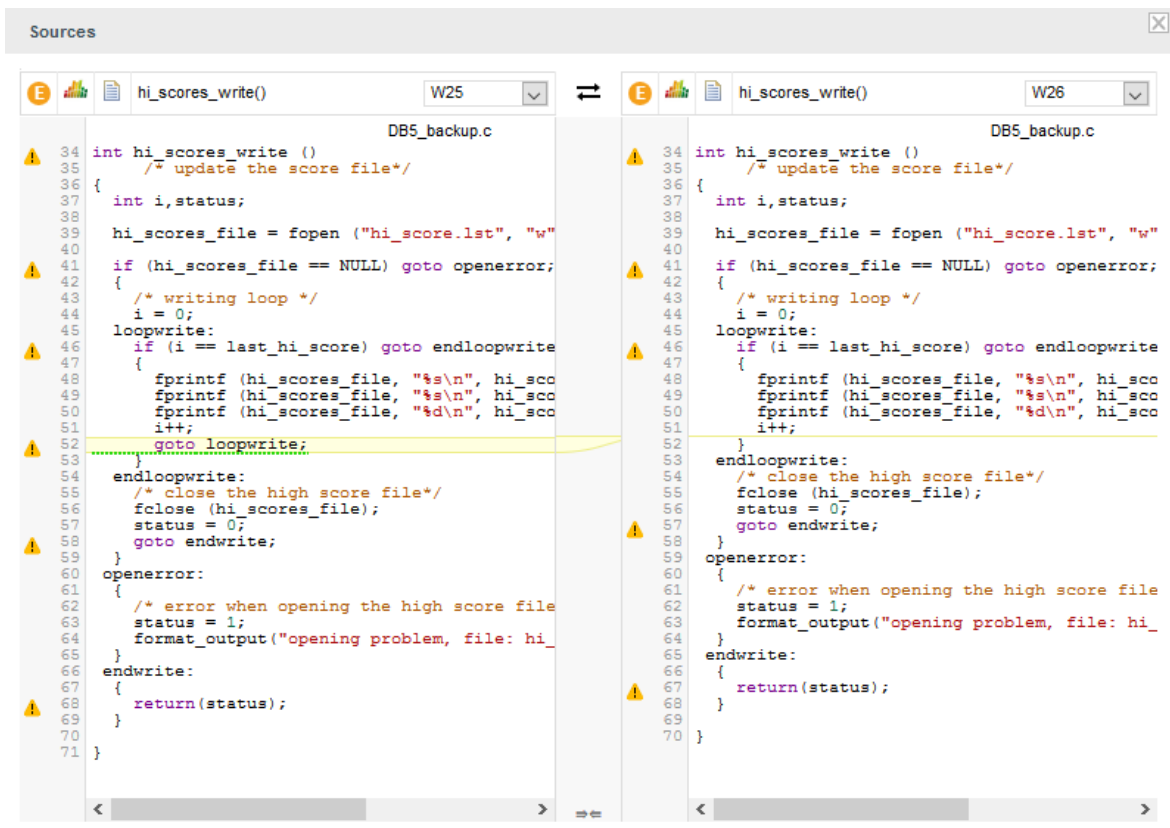 Sources
E hi_scores_write() W25
DB5_backup.c
34 int hi_scores_write ()
35 /* update the score file*/
36 {
37 int i,status;
38
39 hi_scores_file = fopen ("hi_score.lst", "w"
40
41 if (hi_scores_file == NULL) goto openerror;
42 {
43 /* writing loop */
44 i = 0;
45 loopwrite:
46 if (i == last_hi_score) goto endloopwrite
47 {
48 fprintf (hi_scores_file, "%s\n", hi_sco
49 fprintf (hi_scores_file, "%s\n", hi_sco
50 fprintf (hi_scores_file, "%d\n", hi_sco
51 i++;
52 goto loopwrite;
53 }
54 endloopwrite:
55 /* close the high score file*/
56 fclose (hi_scores_file);
57 status = 0;
58 goto endwrite;
59 }
60 openerror:
61 {
62 /* error when opening the high score file
63 status = 1;
64 format_output("opening problem, file: hi_
65 }
66 endwrite:
67 {
68 return(status);
69 }
70
71 }
E hi_scores_write() W26
DB5_backup.c
34 int hi_scores_write ()
35 /* update the score file*/
36 {
37 int i,status;
38
39 hi_scores_file = fopen ("hi_score.lst", "w"
40
41 if (hi_scores_file == NULL) goto openerror;
42 {
43 /* writing loop */
44 i = 0;
45 loopwrite:
46 if (i == last_hi_score) goto endloopwrite
47 {
48 fprintf (hi_scores_file, "%s\n", hi_sco
49 fprintf (hi_scores_file, "%s\n", hi_sco
50 fprintf (hi_scores_file, "%d\n", hi_sco
51 i++;
52 }
53 endloopwrite:
54 /* close the high score file*/
55 fclose (hi_scores_file);
56 status = 0;
57 goto endwrite;
58 }
59 openerror:
60 {
61 /* error when opening the high score file
62 status = 1;
63 format_output("opening problem, file: hi_
64 }
65 endwrite:
66 {
67 return(status);
68 }
69
70 }